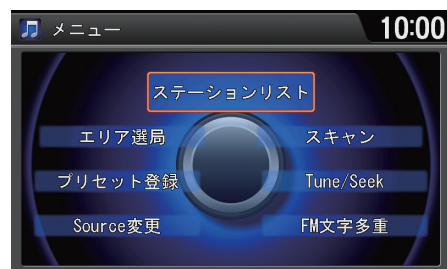 メニュー
10:00
ステーションリスト
エリア選局
スキャン
プリセット登録
Tune/Seek
Source変更
FM文字多重